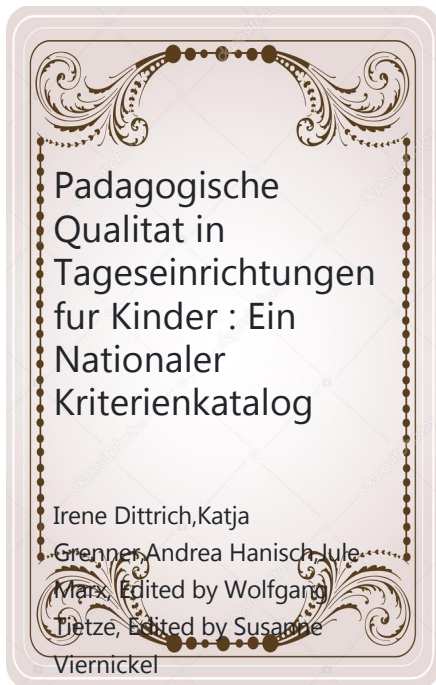 Padagogische
Qualitat in
Tageseinrichtungen
fur Kinder : Ein
Nationaler
Kriterienkatalog
Irene Dittrich,Katja
Grenner,Andrea Hanisch,Jule
Marx, Edited by Wolfgang
Tietze, Edited by Susanne
Viernickel